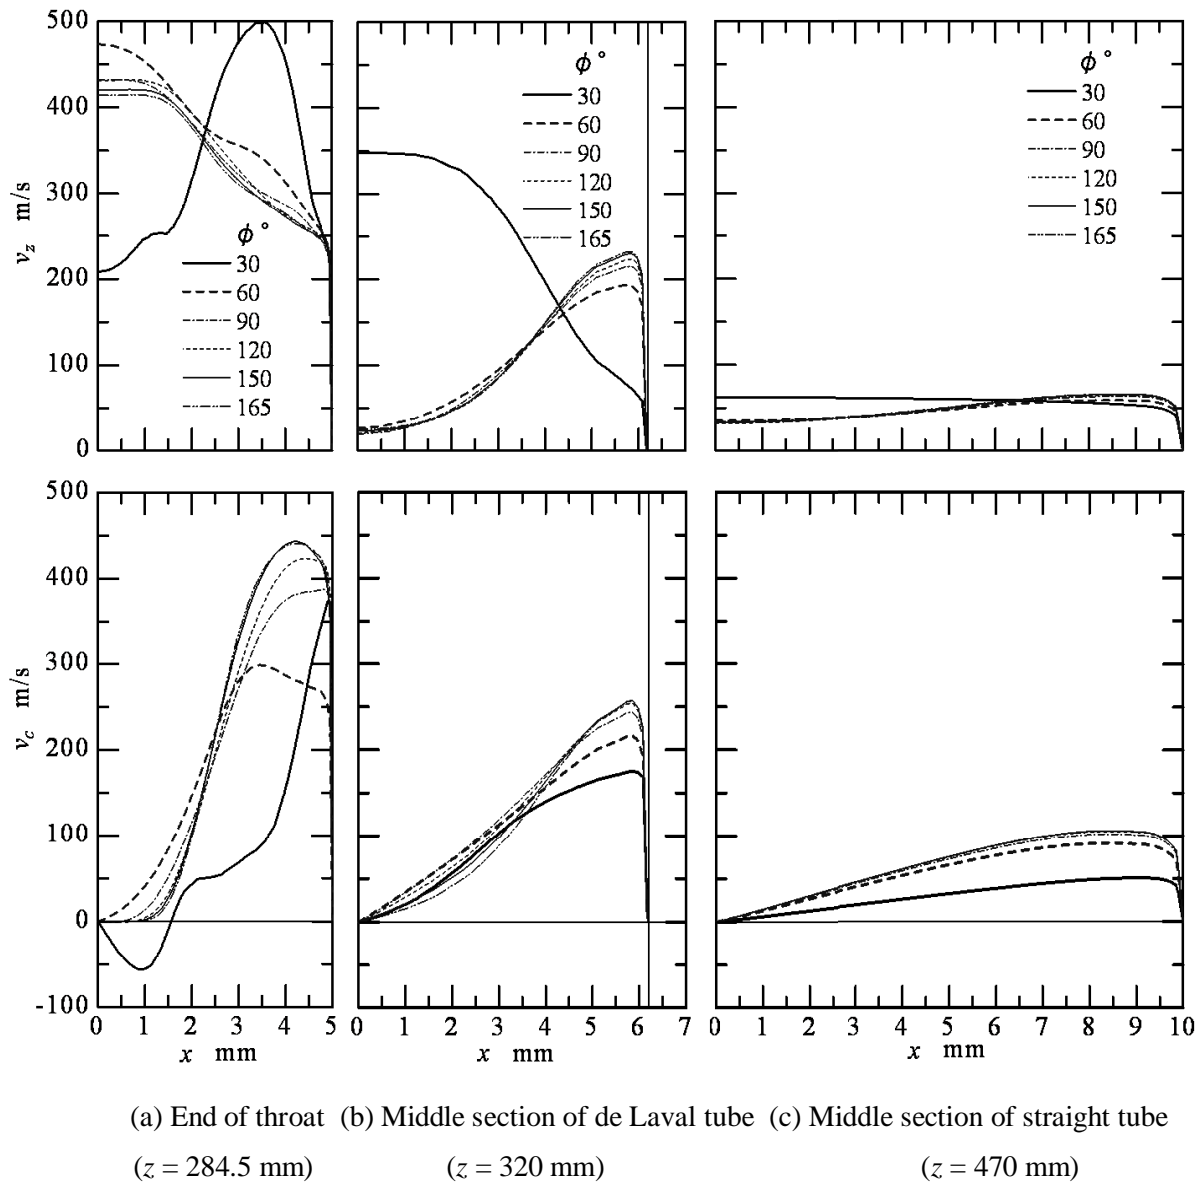 500
400
300
200
100
0
v_z m/s
ϕ°
30
60
90
120
150
165
ϕ°
30
60
90
120
150
165
ϕ°
30
60
90
120
150
165
500
400
300
200
100
0
-100
v_c m/s
0 1 2 3 4 5
x mm
0 1 2 3 4 5 6 7
x mm
0 1 2 3 4 5 6 7 8 9 10
x mm
(a) End of throat (b) Middle section of de Laval tube (c) Middle section of straight tube
(z = 284.5 mm) (z = 320 mm) (z = 470 mm)